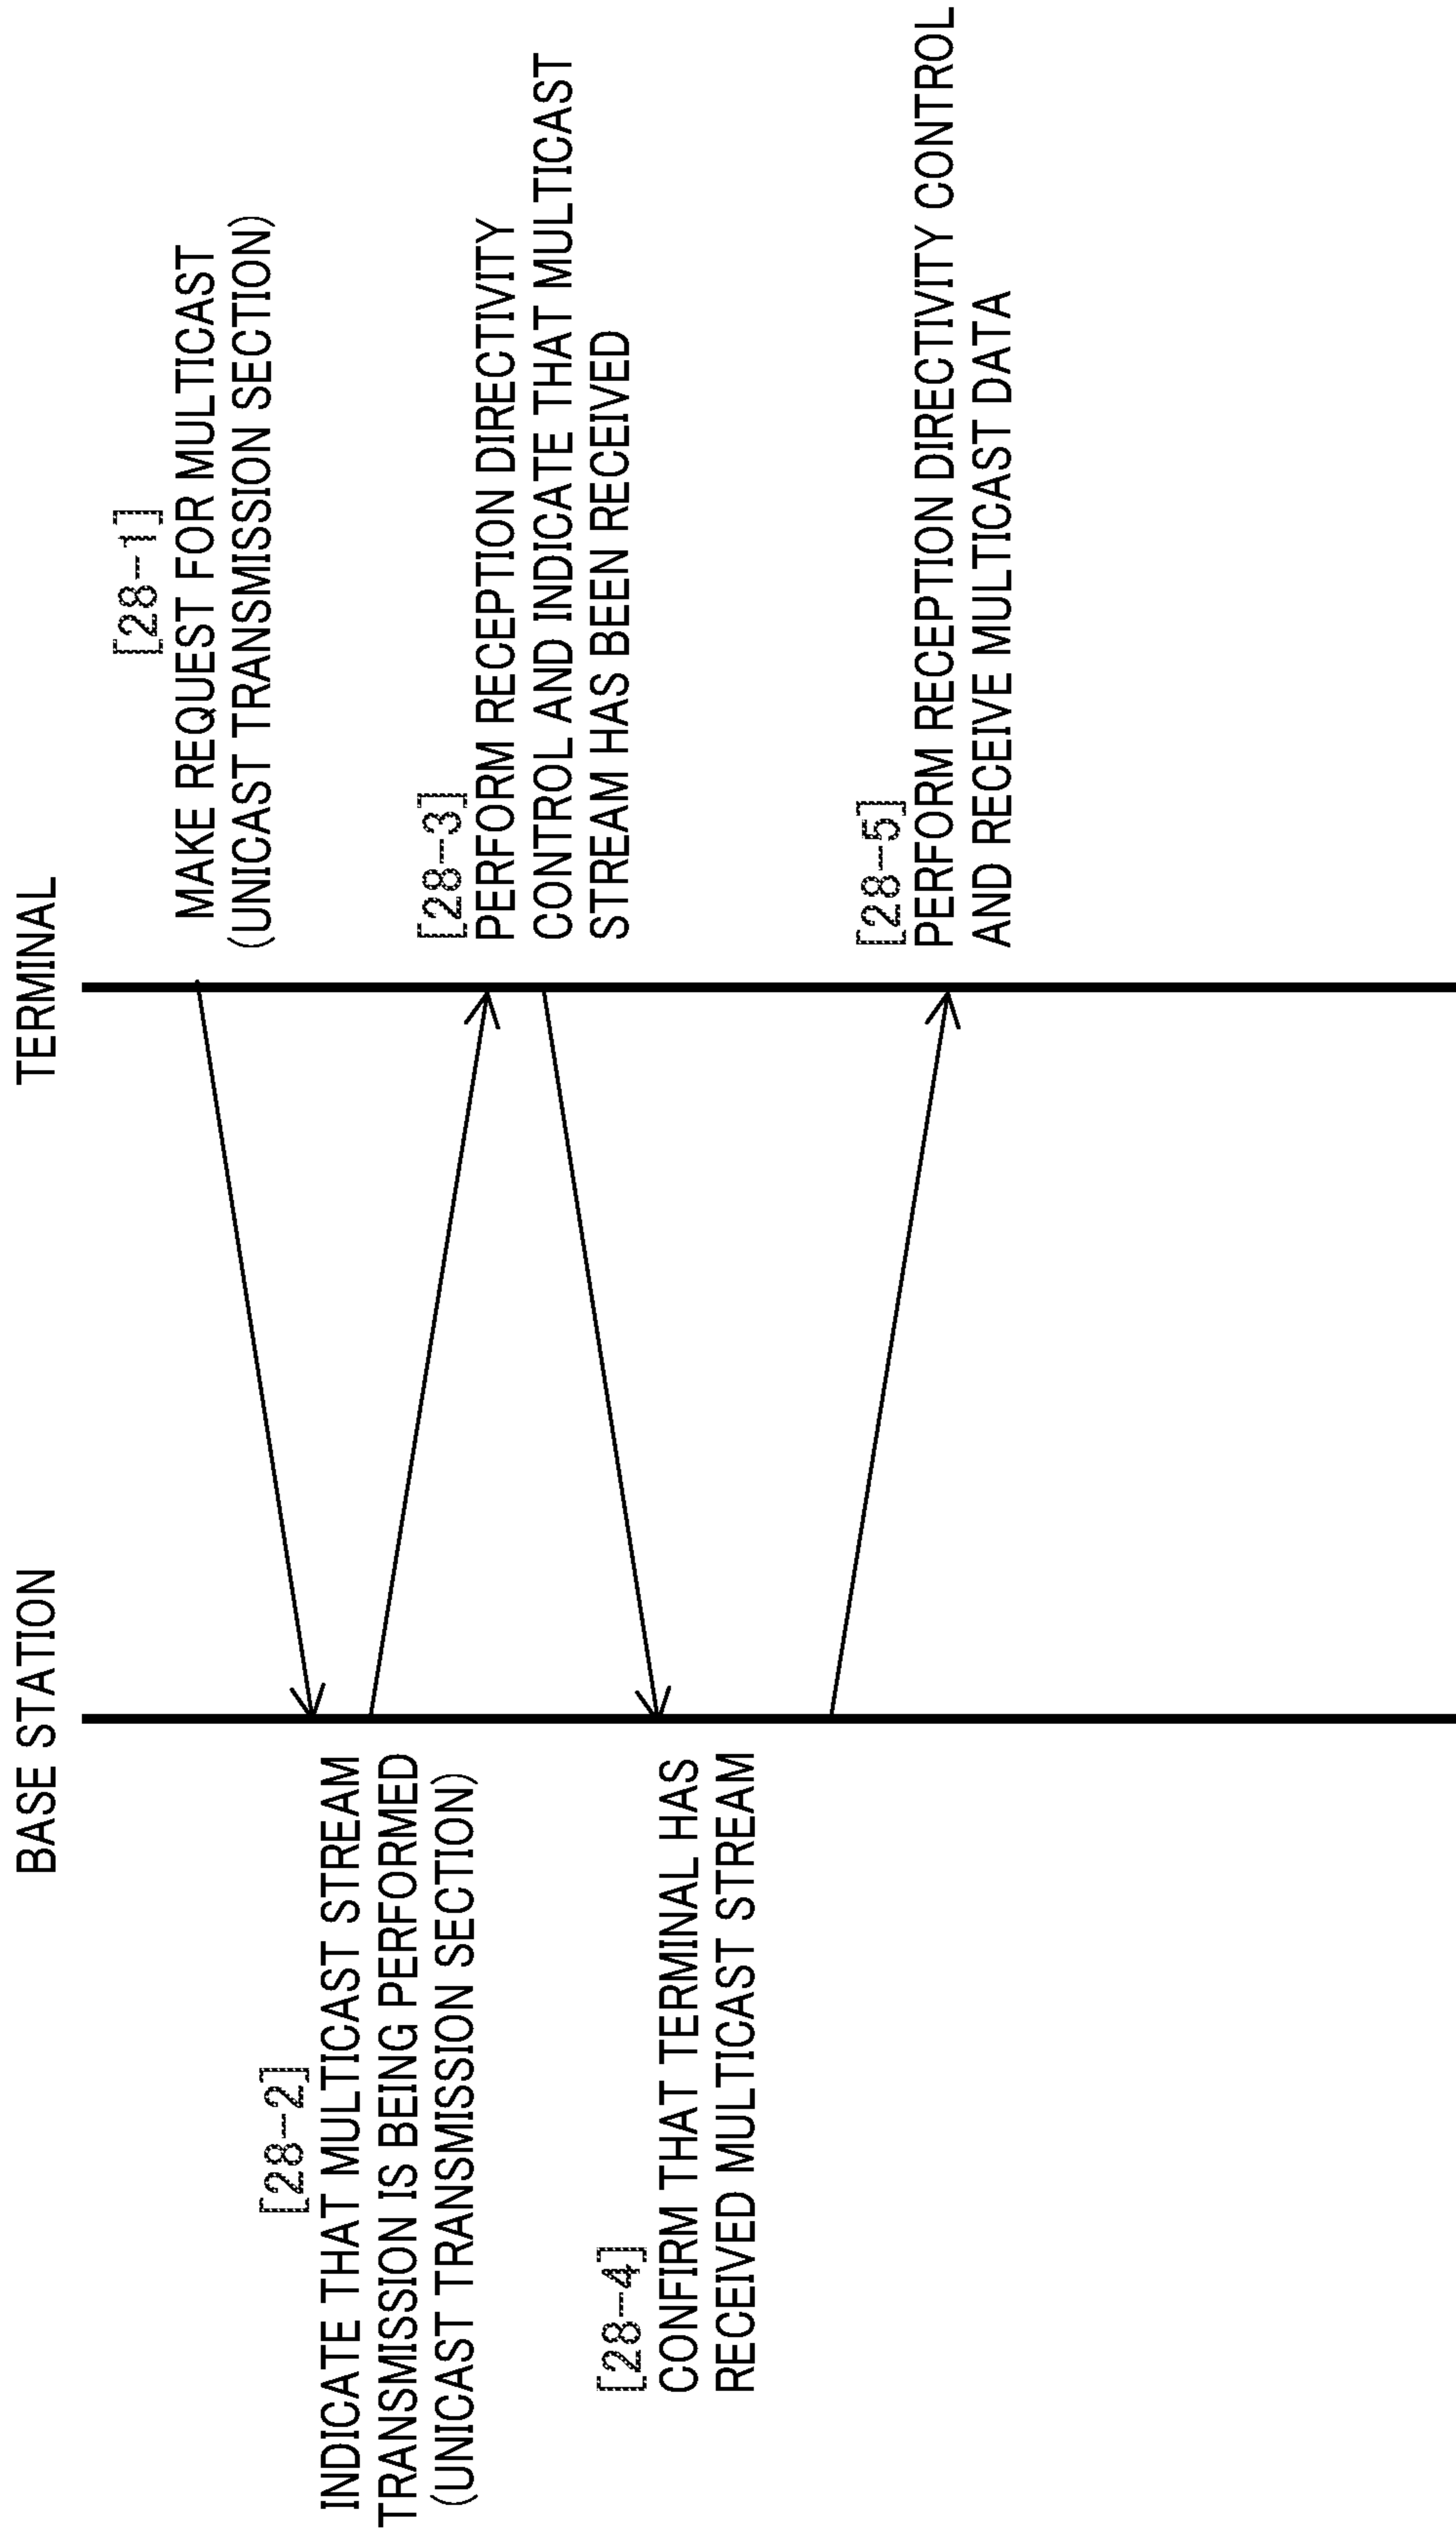 BASE STATION
TERMINAL
[28-1]
MAKE REQUEST FOR MULTICAST
(UNICAST TRANSMISSION SECTION)
[28-2]
INDICATE THAT MULTICAST STREAM
TRANSMISSION IS BEING PERFORMED
(UNICAST TRANSMISSION SECTION)
[28-3]
PERFORM RECEPTION DIRECTIVITY
CONTROL AND INDICATE THAT MULTICAST
STREAM HAS BEEN RECEIVED
[28-4]
CONFIRM THAT TERMINAL HAS
RECEIVED MULTICAST STREAM
[28-5]
PERFORM RECEPTION DIRECTIVITY CONTROL
AND RECEIVE MULTICAST DATA